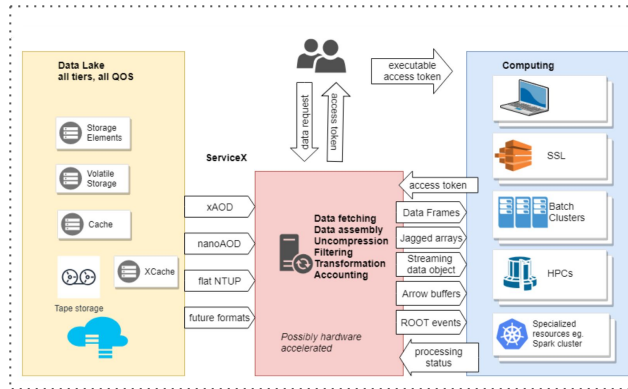 Data Lake
all tiers, all QOS
Storage
Elements
Volatile
Storage
Cache
XCache
Tape storage
ServiceX
xAOD
nanoAOD
flat NTUP
future formats
data request
access token
executable
access token
Data fetching
Data assembly
Uncompression
Filtering
Transformation
Accounting
Possibly hardware
accelerated
access token
Data Frames
Jagged arrays
Streaming
data object
Arrow buffers
ROOT events
processing
status
Computing
SSL
Batch
Clusters
HPCs
Specialized
resources eg.
Spark cluster